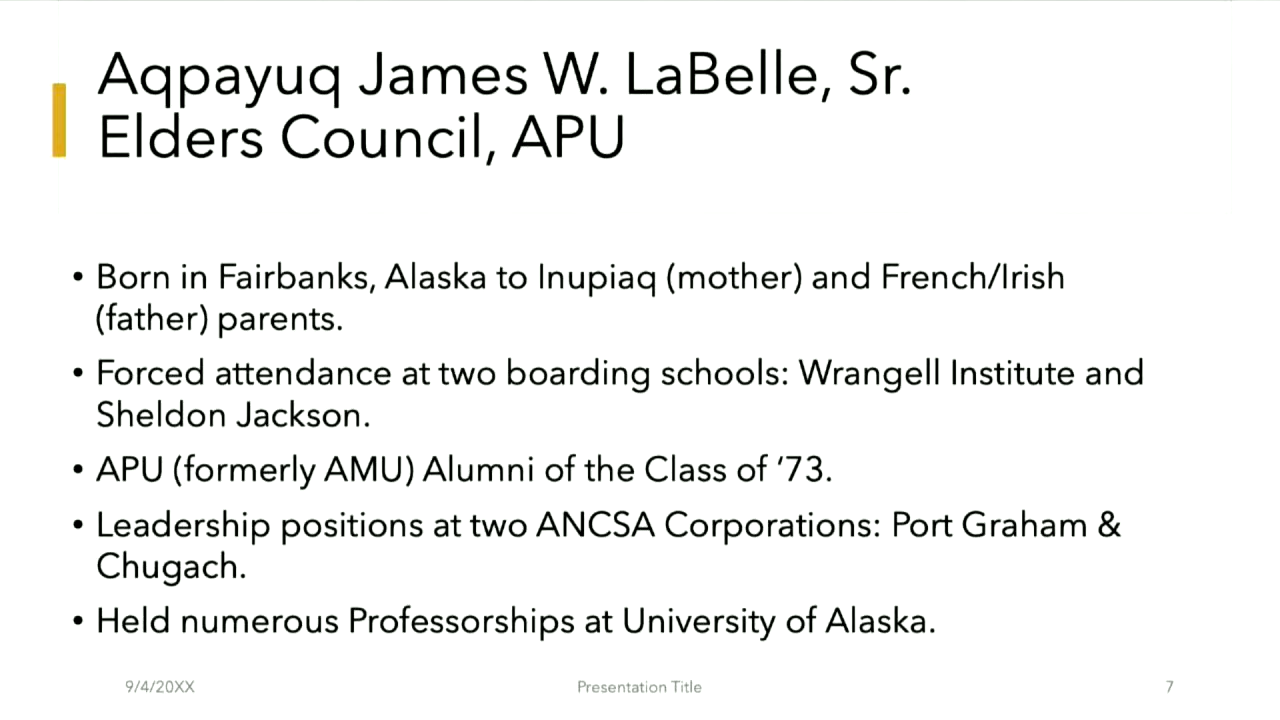 Aqpayuq James W. LaBelle, Sr.
Elders Council, APU
• Born in Fairbanks, Alaska to Inupiaq (mother) and French/Irish
(father) parents.
• Forced attendance at two boarding schools: Wrangell Institute and
Sheldon Jackson.
• APU (formerly AMU) Alumni of the Class of ‘73.
• Leadership positions at two ANCSA Corporations: Port Graham &
Chugach.
• Held numerous Professorships at University of Alaska.
9/4/20XX
Presentation Title
7